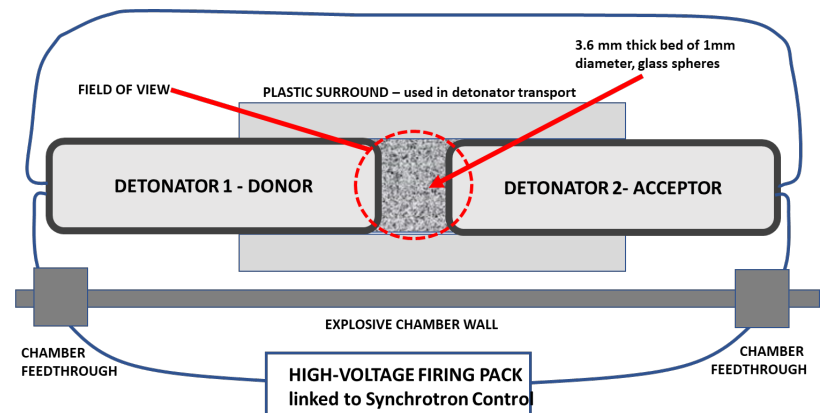 3.6 mm thick bed of 1mm
diameter, glass spheres
FIELD OF VIEW
PLASTIC SURROUND – used in detonator transport
DETONATOR 1 - DONOR
DETONATOR 2- ACCEPTOR
EXPLOSIVE CHAMBER WALL
CHAMBER
FEEDTHROUGH
CHAMBER
FEEDTHROUGH
HIGH-VOLTAGE FIRING PACK
linked to Synchrotron Control